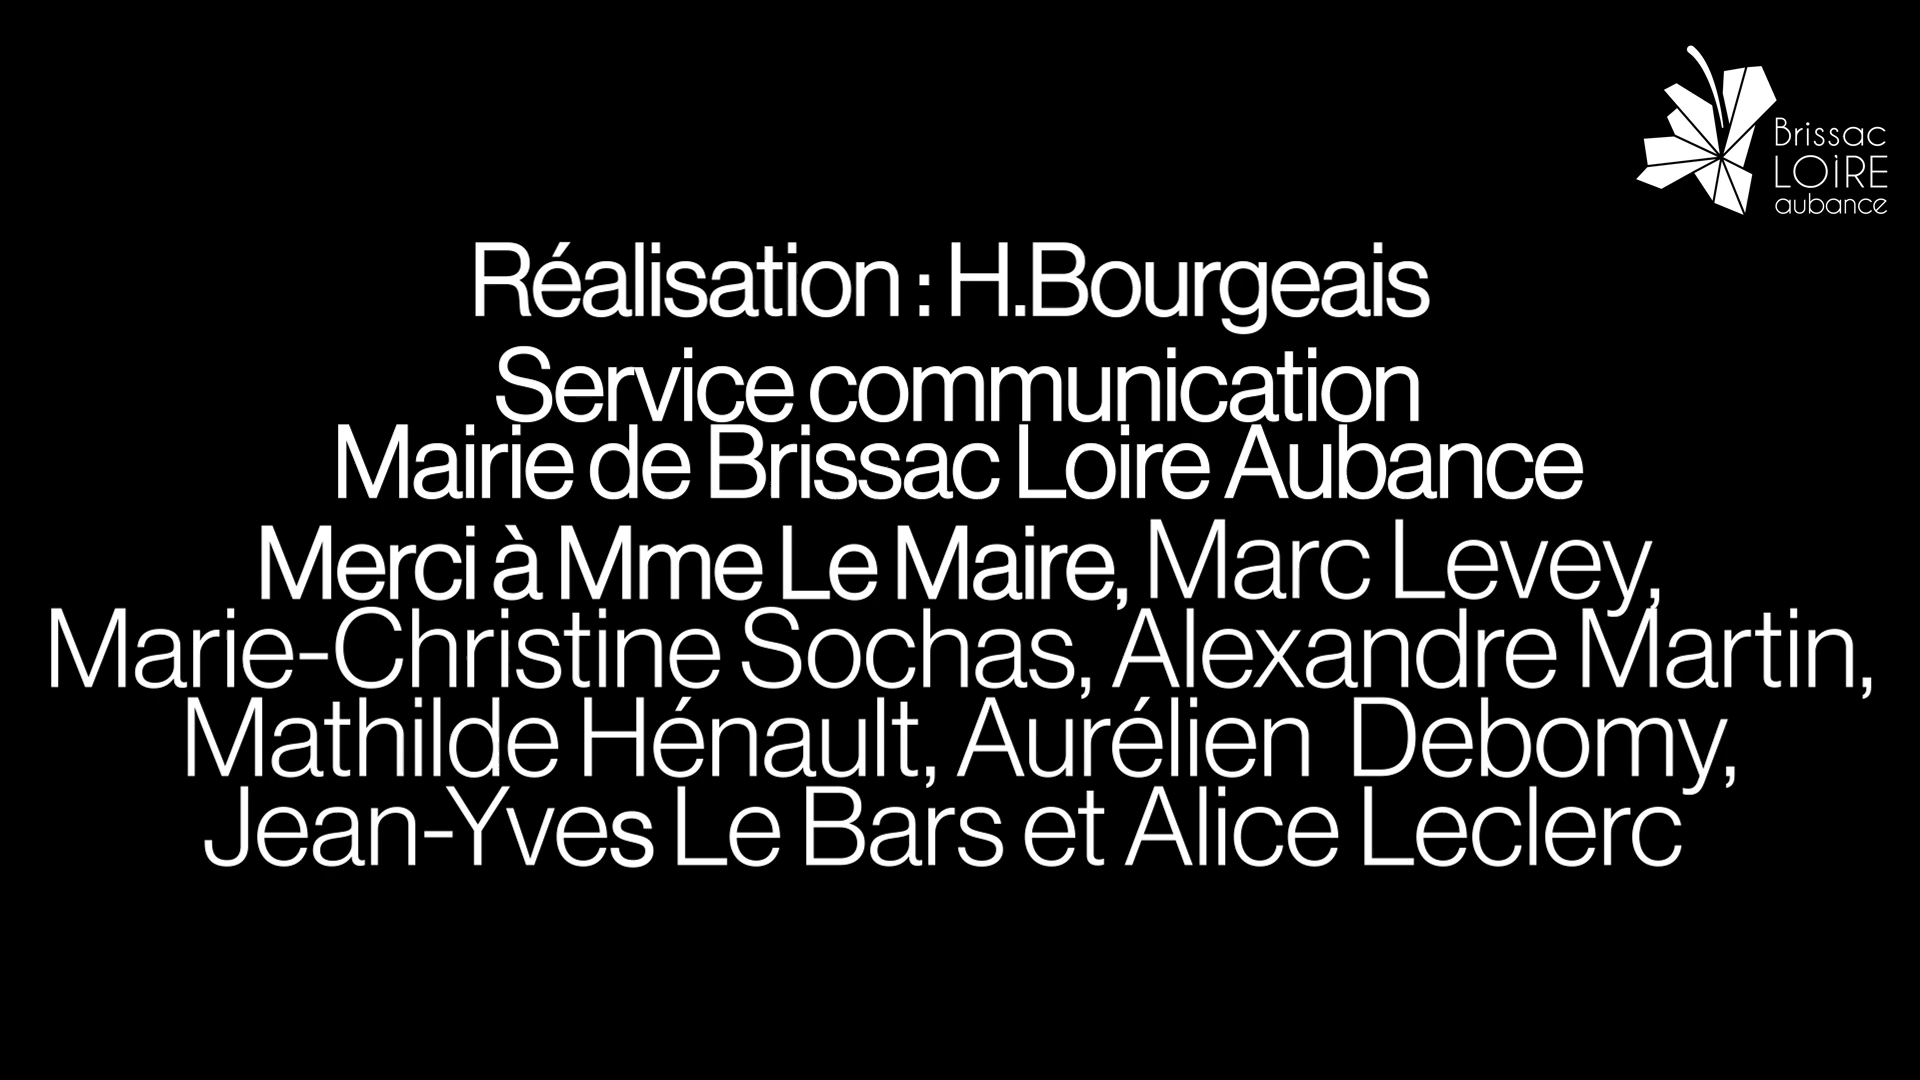 Brissac
LOiRE
aubance
Réalisation : H.Bourgeais
Service communication
Mairie de Brissac Loire Aubance
Merci à Mme Le Maire, Marc Levey,
Marie-Christine Sochas, Alexandre Martin,
Mathilde Hénault, Aurélien Debomy,
Jean-Yves Le Bars et Alice Leclerc